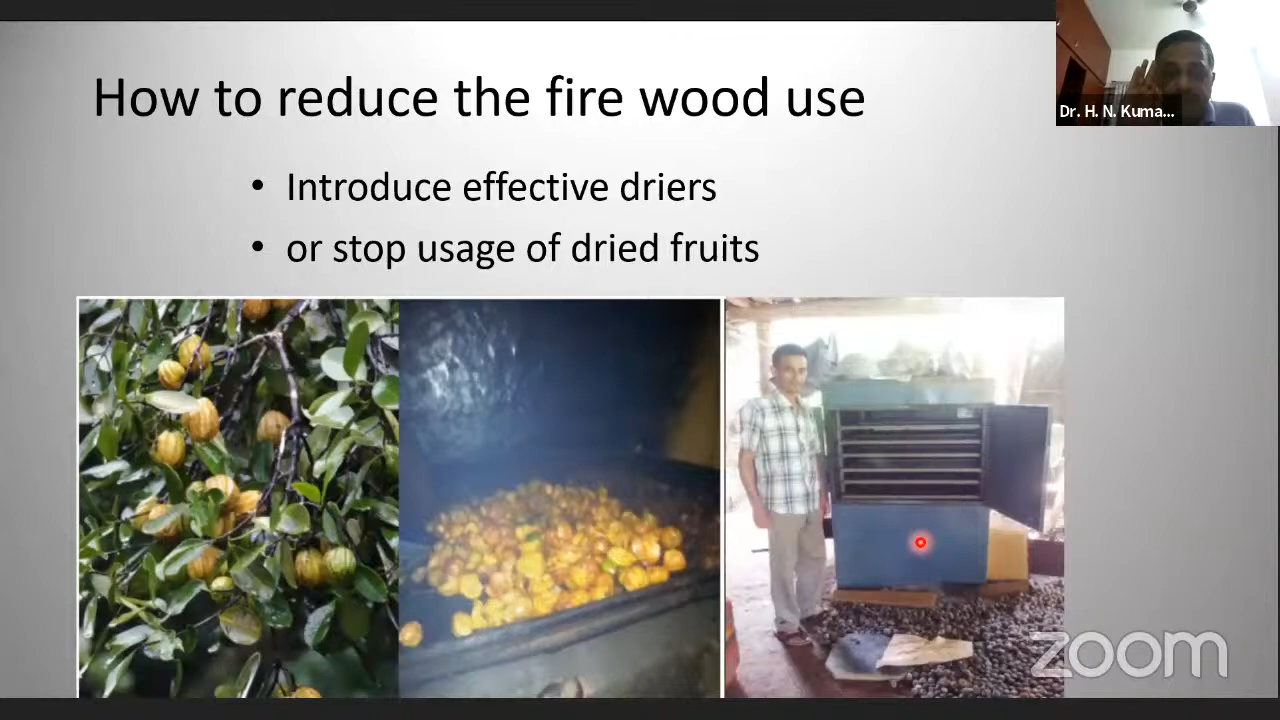 How to reduce the fire wood use
Dr. H. N. Kuma...
• Introduce effective driers
• or stop usage of dried fruits
zoom